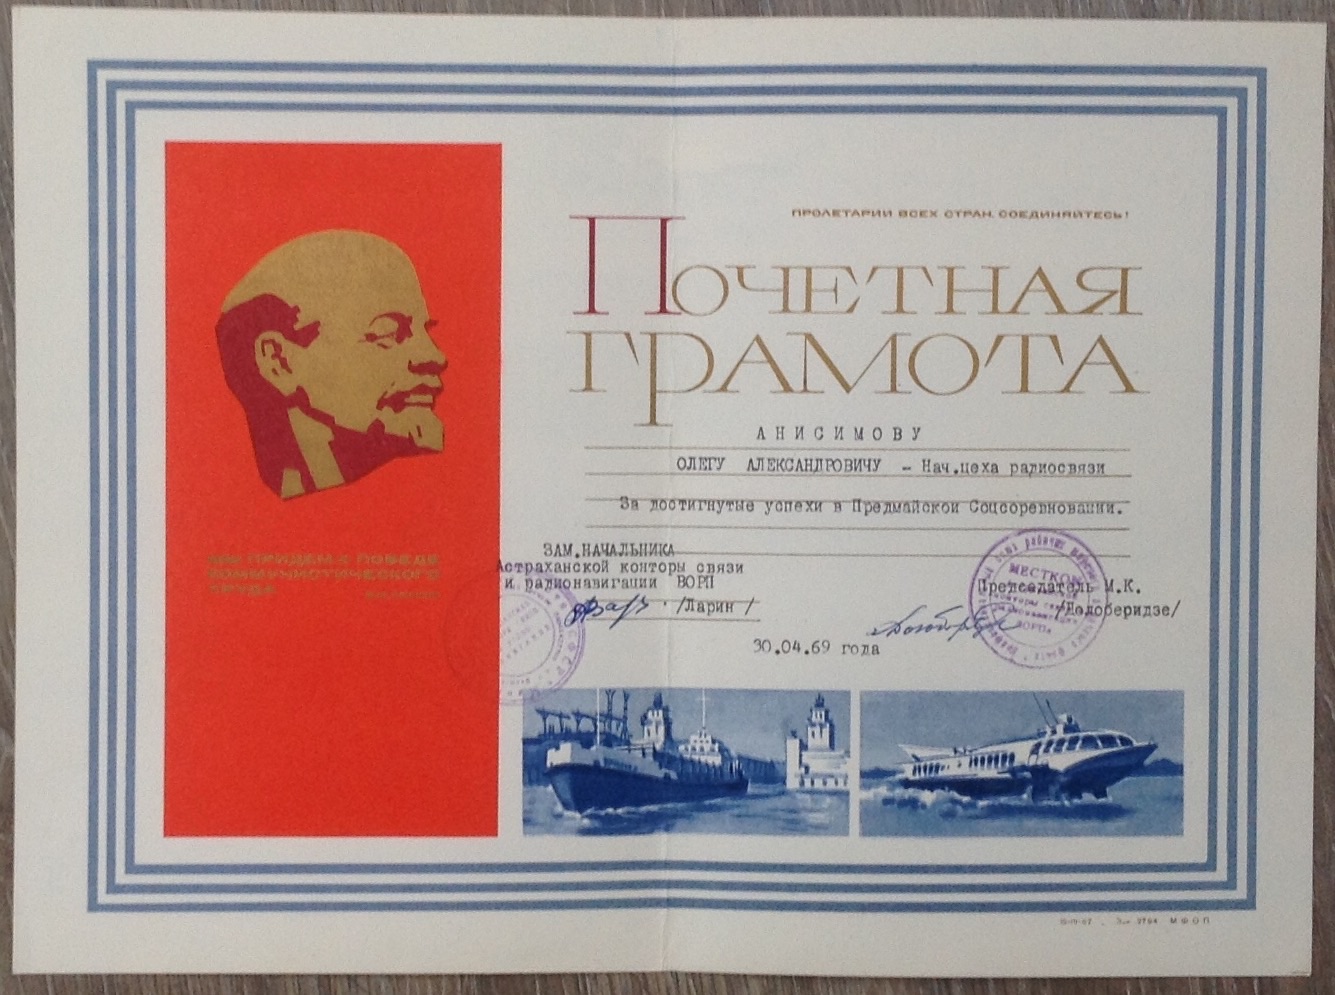 ПРОЛЕТАРИИ ВСЕХ СТРАН, СОЕДИНЯЙТЕСЬ!
ПОЧЕТНАЯ
ГРАМОТА
АНИСИМОВУ
ОЛЕГУ АЛЕКСАНДРОВИЧУ - Нач.цеха радиосвязи
За достигнутые успехи в Предмайской Соцсоревновании.
ЗАМ.НАЧАЛЬНИКА
Астраханской конторы связи
и радионавигации ВОРП
/Ларин/
Председатель М.К.
/Долоберидзе/
30.04.69 года
МЫ ПРИДЕМ К ПОБЕДЕ
КОММУНИСТИЧЕСКОГО
ТРУДА
МЕСТКОМ
МФОП